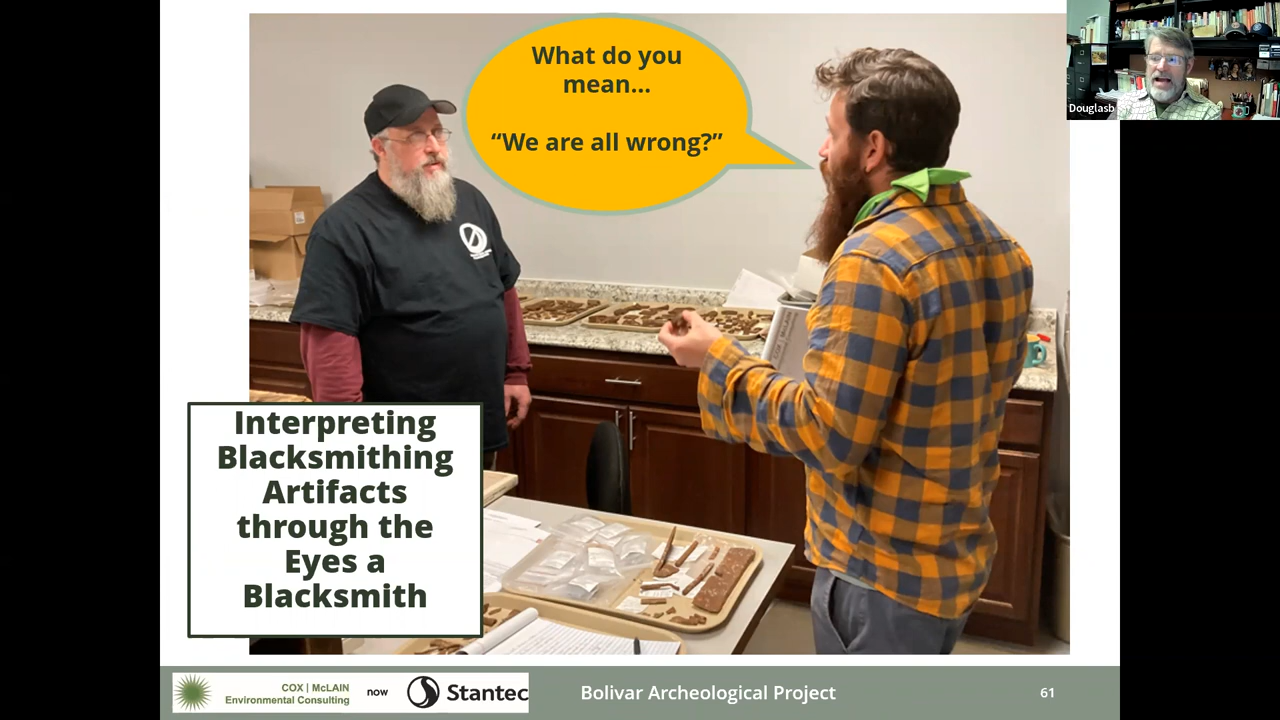 What do you
mean...
“We are all wrong?”
Douglasb
Interpreting
Blacksmithing
Artifacts
through the
Eyes a
Blacksmith
COX | McLAIN
Environmental Consulting
now
Stantec
Bolivar Archeological Project
61